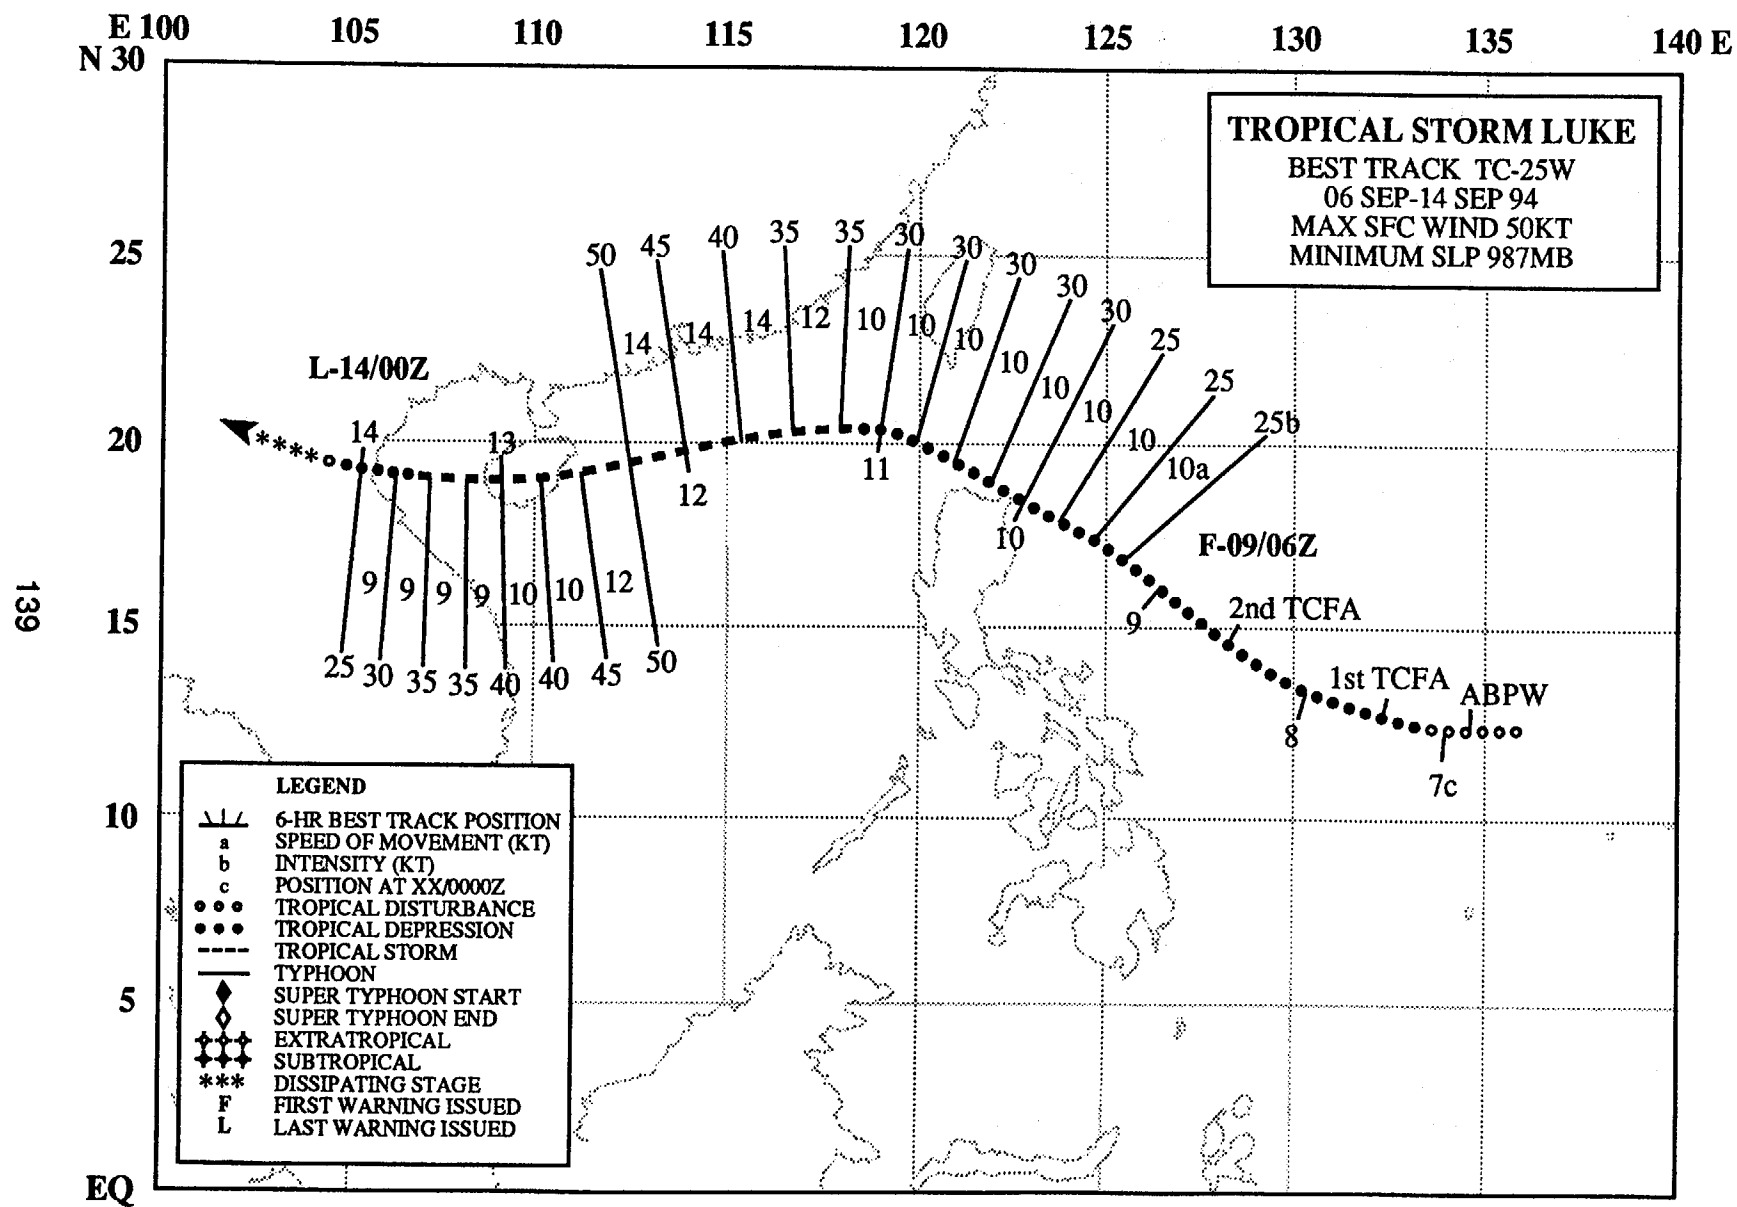 E 100 105 110 115 120 125 130 135 140 E
N 30
TROPICAL STORM LUKE
BEST TRACK TC-25W
06 SEP-14 SEP 94
MAX SFC WIND 50KT
MINIMUM SLP 987MB
25
50 45 40 35 35 30 30 30 30 30 25 25 25b
14 14 14 12 10 10 10 10 10 10 10 10a
L-14/00Z
20
14 13 12 11 10 9 8 7c
F-09/06Z
2nd TCFA
1st TCFA
ABPW
9 9 9 9 10 10 12
139
15
25 30 35 35 40 40 45 50
10
5
EQ
LEGEND
6-HR BEST TRACK POSITION
a SPEED OF MOVEMENT (KT)
b INTENSITY (KT)
c POSITION AT XX/0000Z
TROPICAL DISTURBANCE
TROPICAL DEPRESSION
TROPICAL STORM
TYPHOON
SUPER TYPHOON START
SUPER TYPHOON END
EXTRATROPICAL
SUBTROPICAL
*** DISSIPATING STAGE
F FIRST WARNING ISSUED
L LAST WARNING ISSUED